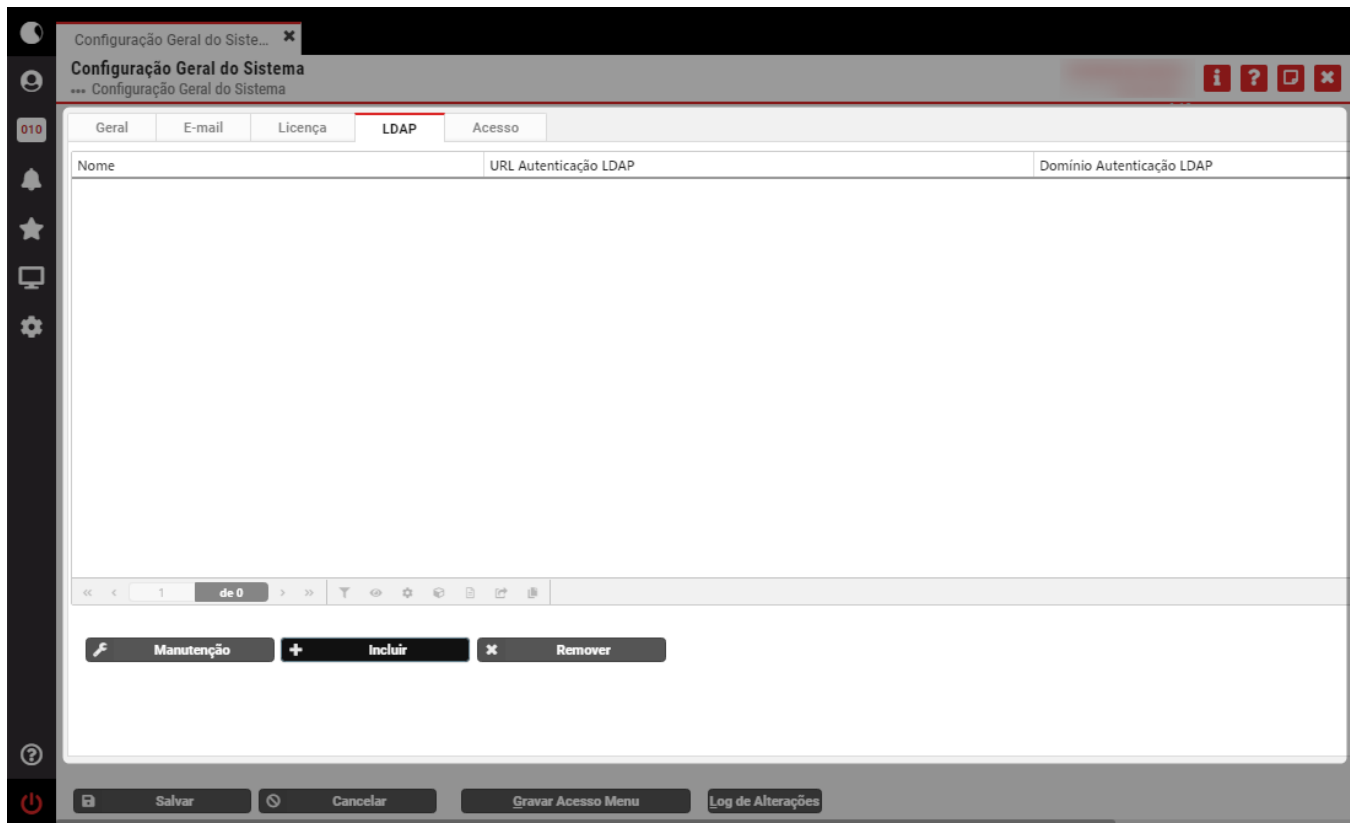 Configuração Geral do Siste...
Configuração Geral do Sistema
... Configuração Geral do Sistema
010
Geral
E-mail
Licença
LDAP
Acesso
Nome
URL Autenticação LDAP
Domínio Autenticação LDAP
1
de 0
Manutenção
Incluir
Remover
Salvar
Cancelar
Gravar Acesso Menu
Log de Alterações